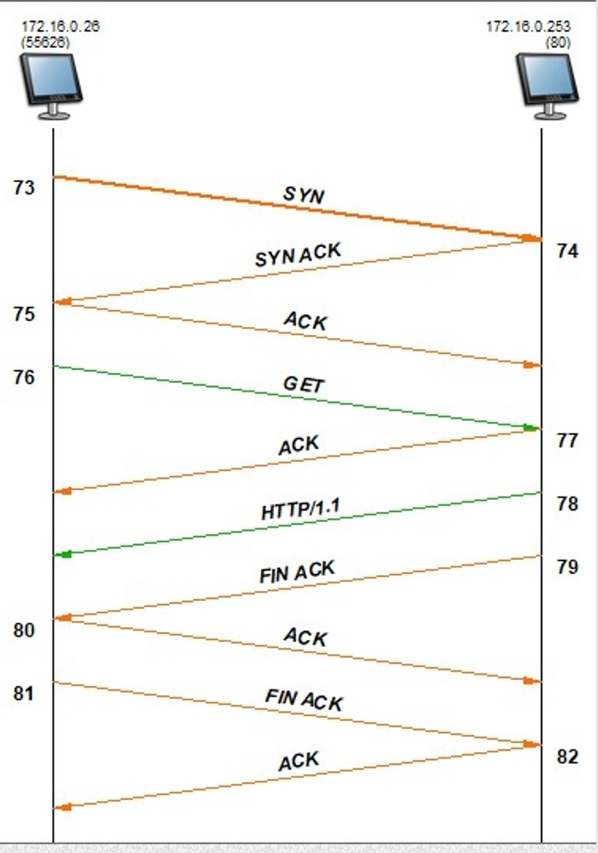 172.16.0.26
(55626)
172.16.0.253
(80)
73
SYN
74
SYN ACK
75
ACK
76
GET
77
ACK
78
HTTP/1.1
79
FIN ACK
80
ACK
81
FIN ACK
82
ACK